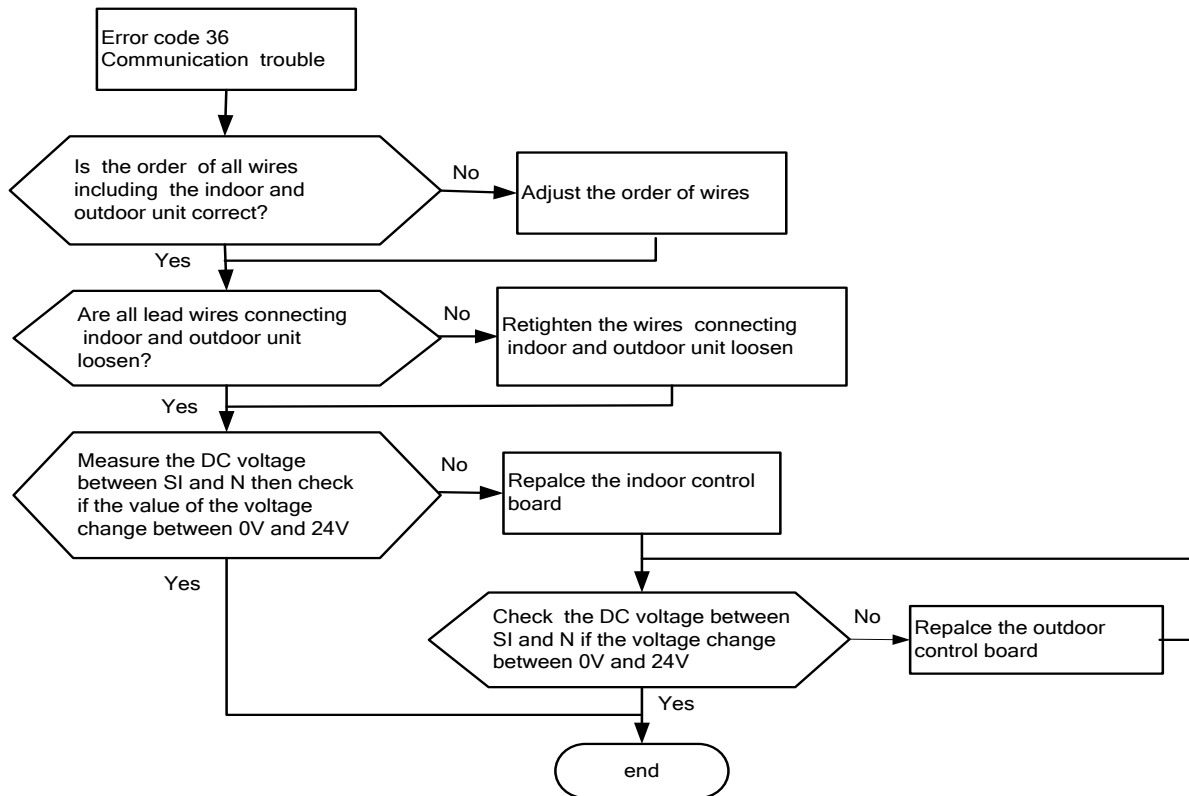 Error code 36
Communication trouble
Is the order of all wires
including the indoor and
outdoor unit correct?
No
Adjust the order of wires
Yes
Are all lead wires connecting
indoor and outdoor unit
loosen?
No
Retighten the wires connecting
indoor and outdoor unit loosen
Yes
Measure the DC voltage
between SI and N then check
if the value of the voltage
change between 0V and 24V
No
Repalce the indoor control
board
Yes
Check the DC voltage between
SI and N if the voltage change
between 0V and 24V
No
Repalce the outdoor
control board
Yes
end